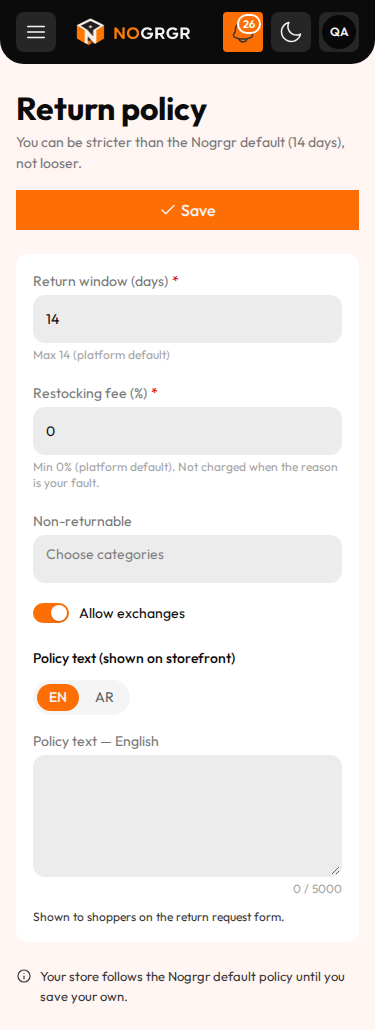 NOGRGR
26
QA
Return policy
You can be stricter than the Nogrgr default (14 days),
not looser.
Save
Return window (days) *
14
Max 14 (platform default)
Restocking fee (%) *
0
Min 0% (platform default). Not charged when the reason
is your fault.
Non-returnable
Choose categories
Allow exchanges
Policy text (shown on storefront)
EN AR
Policy text — English
0 / 5000
Shown to shoppers on the return request form.
Your store follows the Nogrgr default policy until you
save your own.